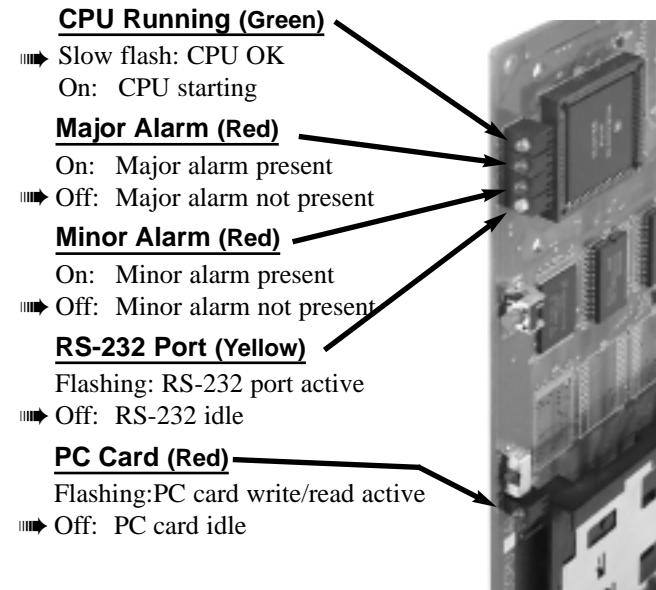 CPU Running (Green)
Slow flash: CPU OK
On: CPU starting
Major Alarm (Red)
On: Major alarm present
Off: Major alarm not present
Minor Alarm (Red)
On: Minor alarm present
Off: Minor alarm not present
RS-232 Port (Yellow)
Flashing: RS-232 port active
Off: RS-232 idle
PC Card (Red)
Flashing:PC card write/read active
Off: PC card idle